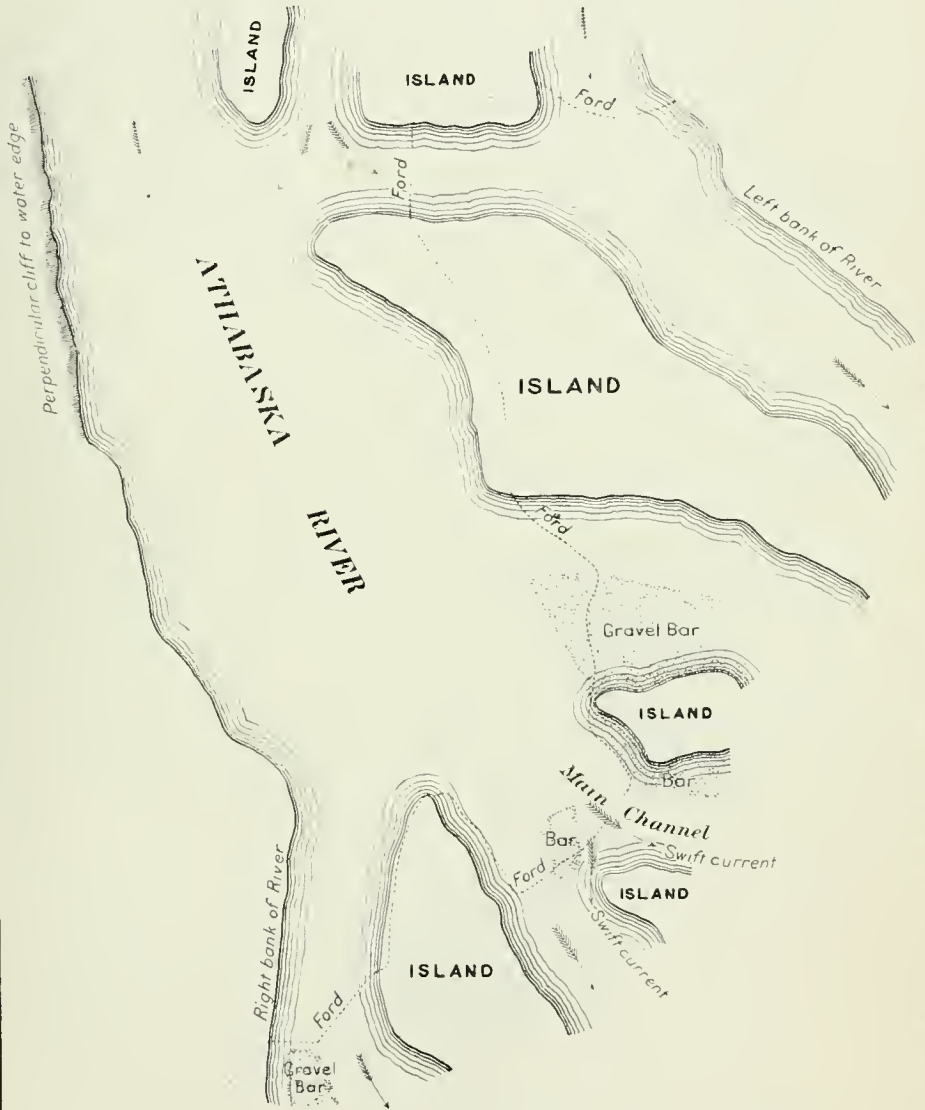 ISLAND
ISLAND
Ford
Perpendicular cliff to water edge
Ford
Left bank of River
ATHABASKA
RIVER
ISLAND
Ford
Gravel Bar
ISLAND
Bar
Main Channel
Bar
Swift current
Ford
ISLAND
Swift current
Right bank of River
ISLAND
Ford
Gravel
Bar